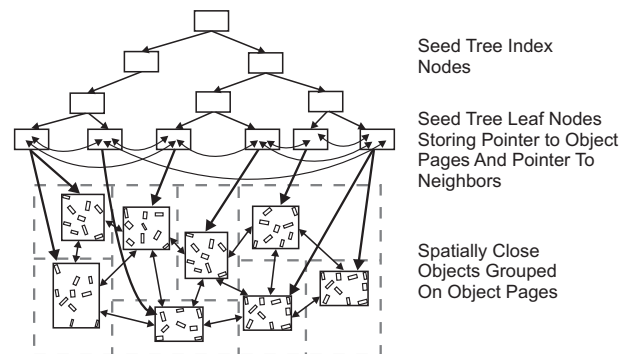 Seed Tree Index
Nodes
Seed Tree Leaf Nodes
Storing Pointer to Object
Pages And Pointer To
Neighbors
Spatially Close
Objects Grouped
On Object Pages